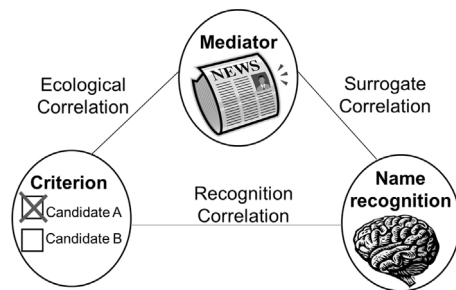 Mediator
NEWS
Ecological
Correlation
Surrogate
Correlation
Criterion
Candidate A
Candidate B
Recognition
Correlation
Name
recognition